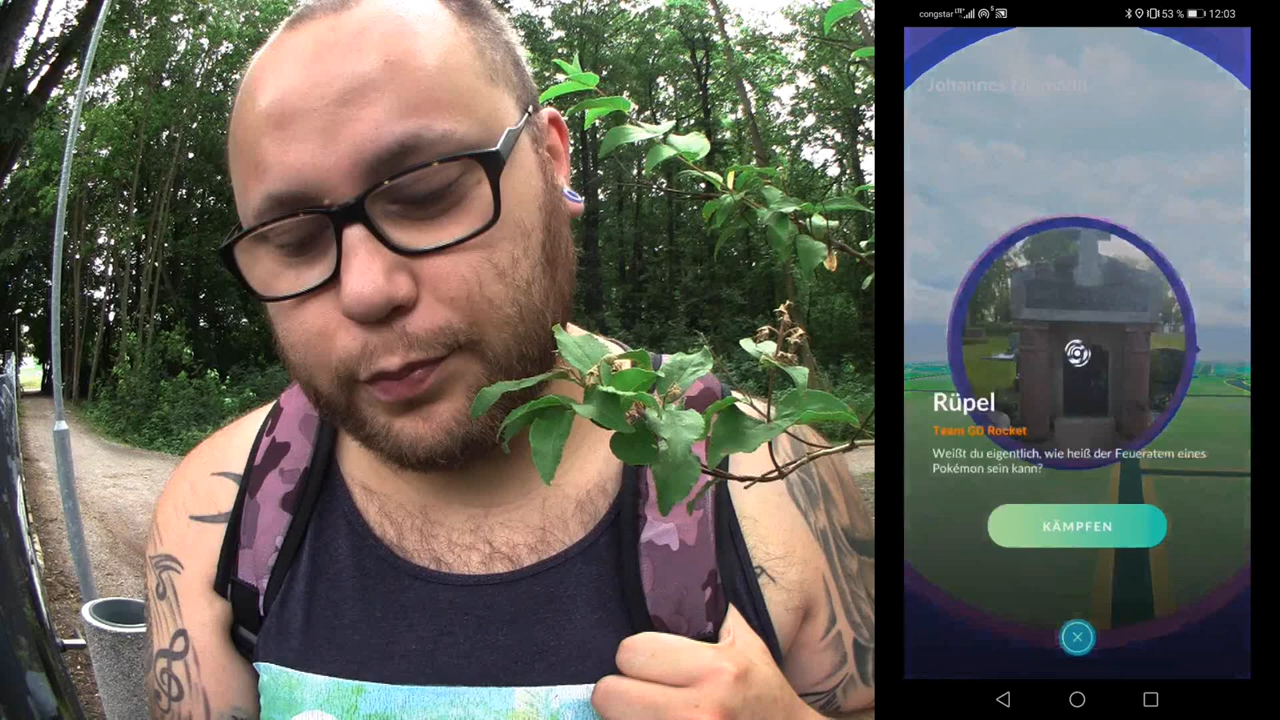 congstar LTE 53 % 12:03
Rüpel
Team GO Rocket
Weißt du eigentlich, wie heiß der Feueratem eines
Pokémon sein kann?
KÄMPFEN